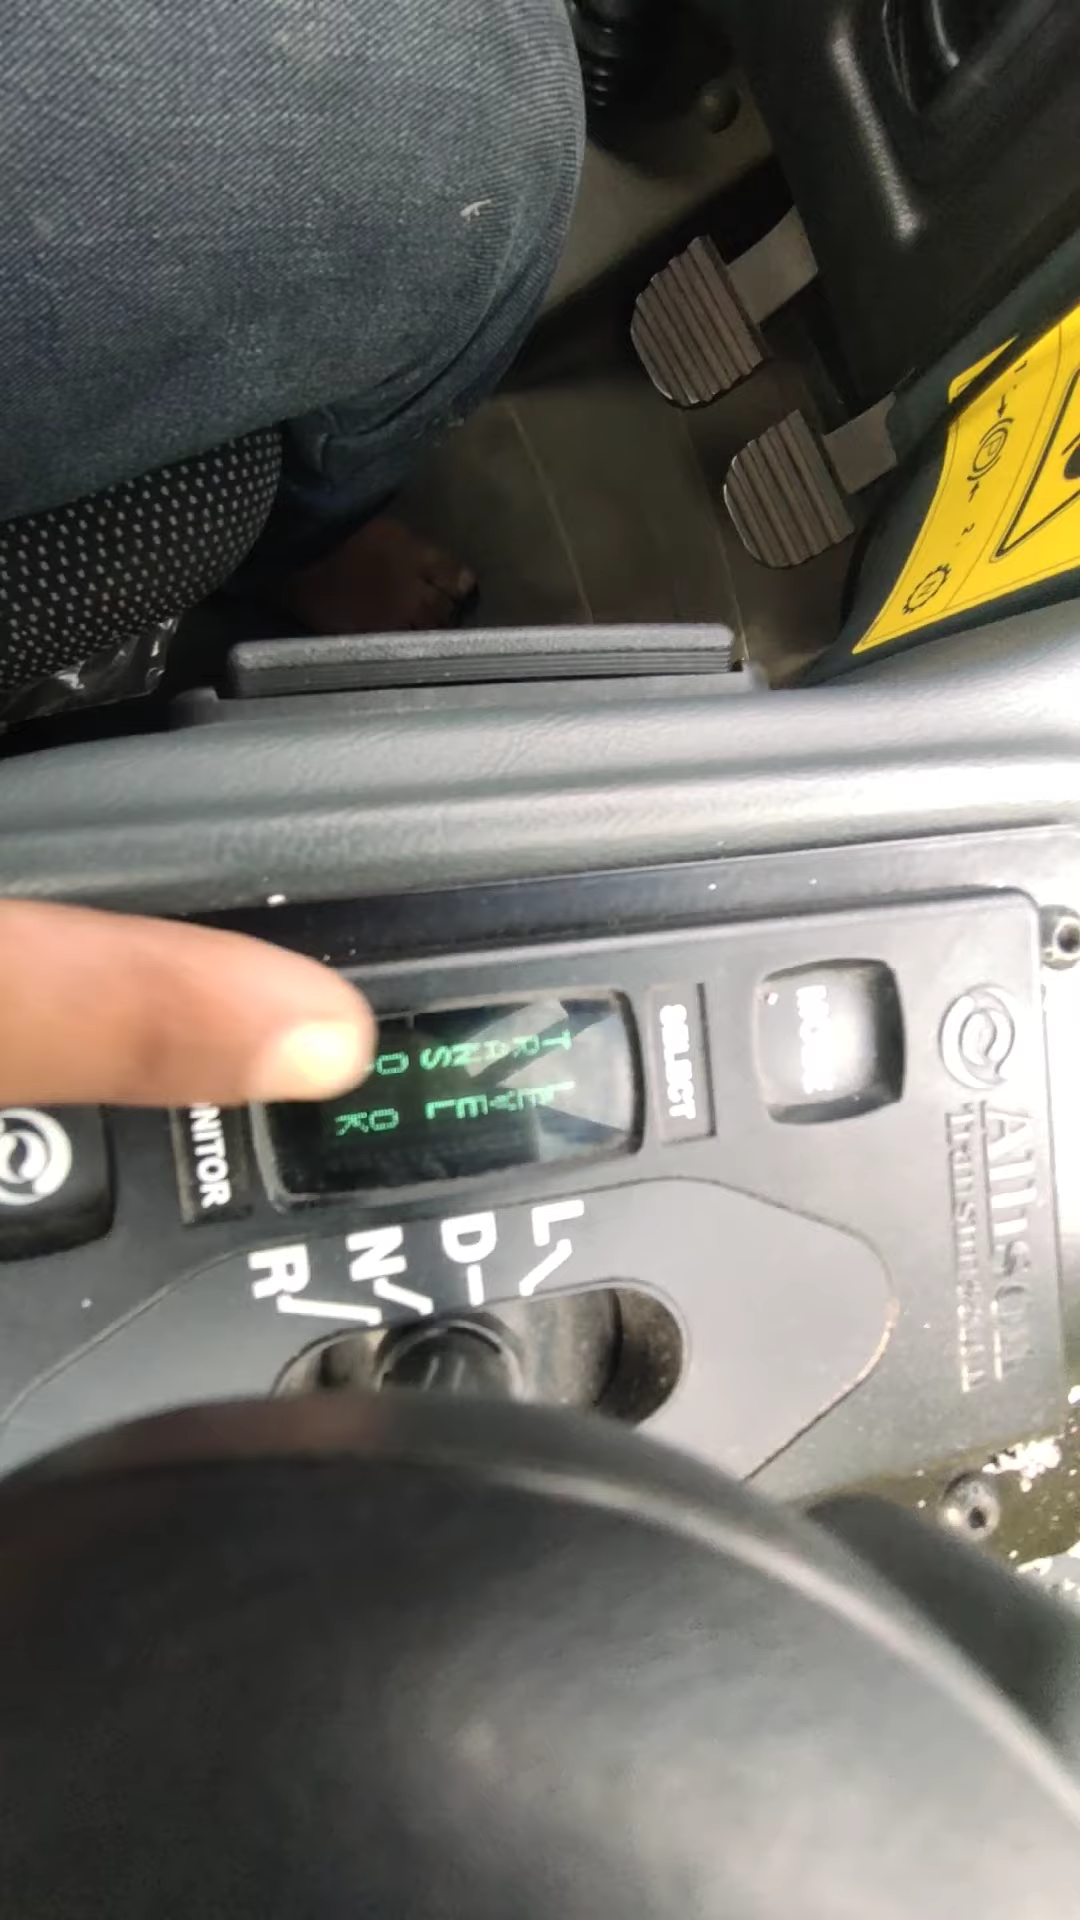 Allison
Transmission
MODE
SELECT
TRANS O
LEVEL OK
NITOR
L
D
N
R
P
N